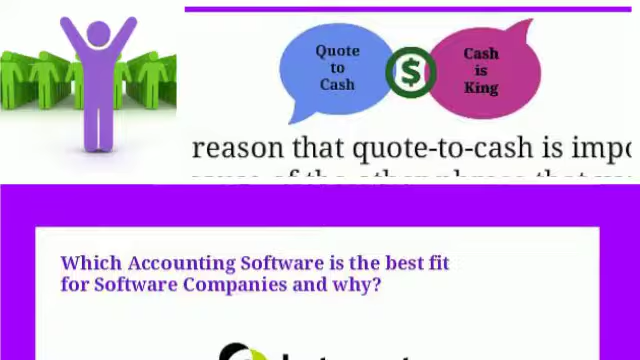 Quote
to
Cash
$
Cash
is
King
reason that quote-to-cash is impo
Which Accounting Software is the best fit
for Software Companies and why?